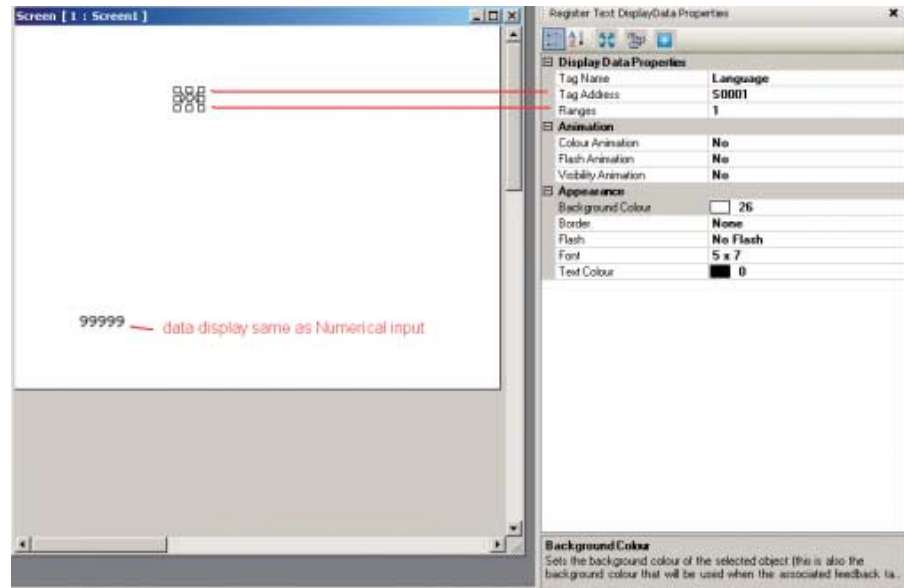 Screen [ 1 : Screen1 ]
99999
data display same as Numerical input
Register Text DisplayData Properties
Display Data Properties
Tag Name Language
Tag Address S0001
Ranges 1
Animation
Colour Animation No
Flash Animation No
Visibility Animation No
Appearance
Background Colour 26
Border None
Flash No Flash
Font 5 x 7
Text Colour 0
Background Colour
Sets the background colour of the selected object (this is also the
background colour that will be used when the associated feedback ta...